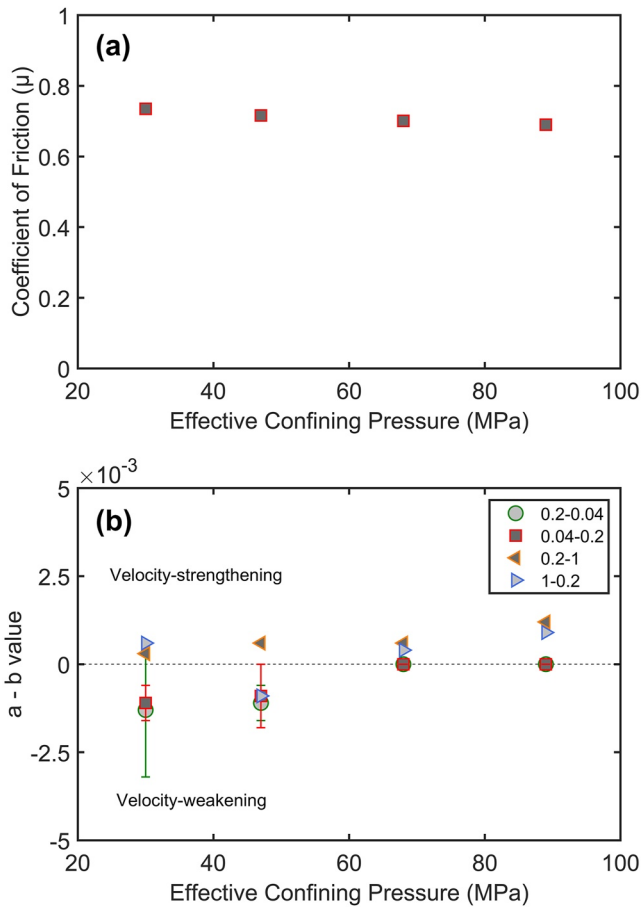 (a)
Coefficient of Friction (μ)
1
0.8
0.6
0.4
0.2
0
20 40 60 80 100
Effective Confining Pressure (MPa)
×10⁻³
(b)
a - b value
5
2.5
0
-2.5
-5
0.2-0.04
0.04-0.2
0.2-1
1-0.2
Velocity-strengthening
Velocity-weakening
20 40 60 80 100
Effective Confining Pressure (MPa)